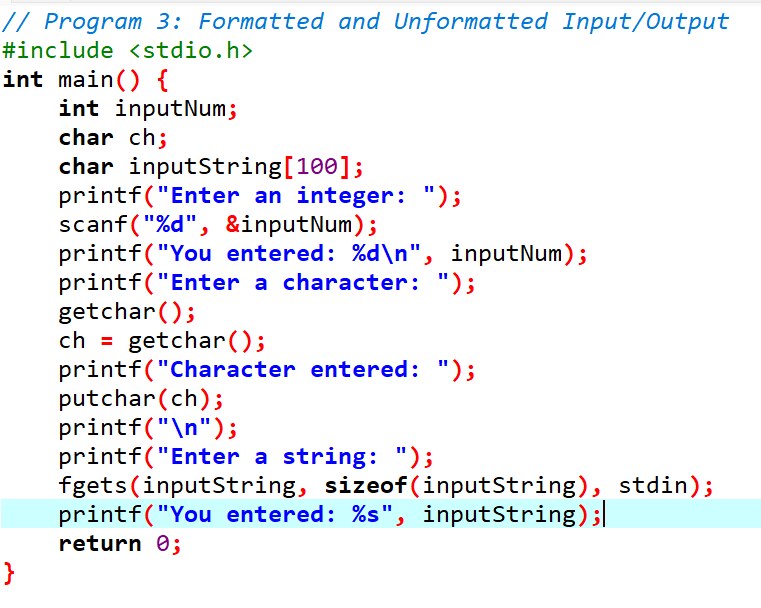 // Program 3: Formatted and Unformatted Input/Output
#include <stdio.h>
int main() {
    int inputNum;
    char ch;
    char inputString[100];
    printf("Enter an integer: ");
    scanf("%d", &inputNum);
    printf("You entered: %d\n", inputNum);
    printf("Enter a character: ");
    getchar();
    ch = getchar();
    printf("Character entered: ");
    putchar(ch);
    printf("\n");
    printf("Enter a string: ");
    fgets(inputString, sizeof(inputString), stdin);
    printf("You entered: %s", inputString);
    return 0;
}